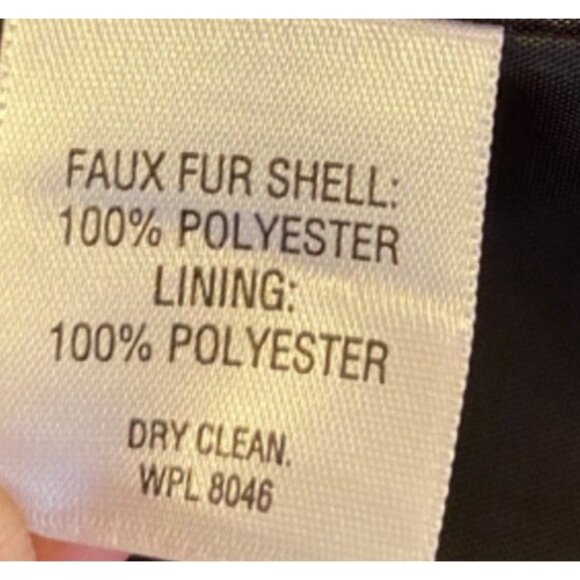 FAUX FUR SHELL:
100% POLYESTER
LINING:
100% POLYESTER
DRY CLEAN.
WPL 8046